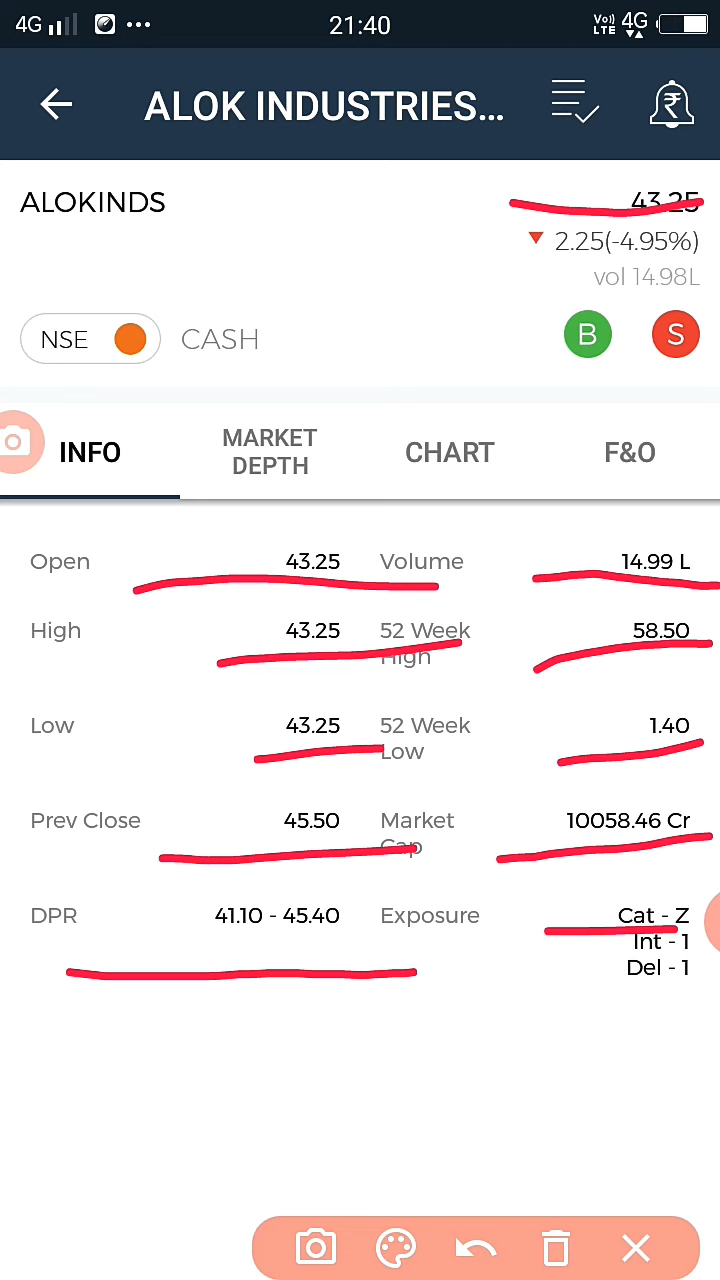 4G 21:40 Vo)) LTE 4G
ALOK INDUSTRIES...
ALOKINDS 43.25
2.25(-4.95%)
vol 14.98L
NSE CASH B S
INFO MARKET DEPTH CHART F&O
Open 43.25 Volume 14.99 L
High 43.25 52 Week High 58.50
Low 43.25 52 Week Low 1.40
Prev Close 45.50 Market Cap 10058.46 Cr
DPR 41.10 - 45.40 Exposure Cat - Z
Int - 1
Del - 1